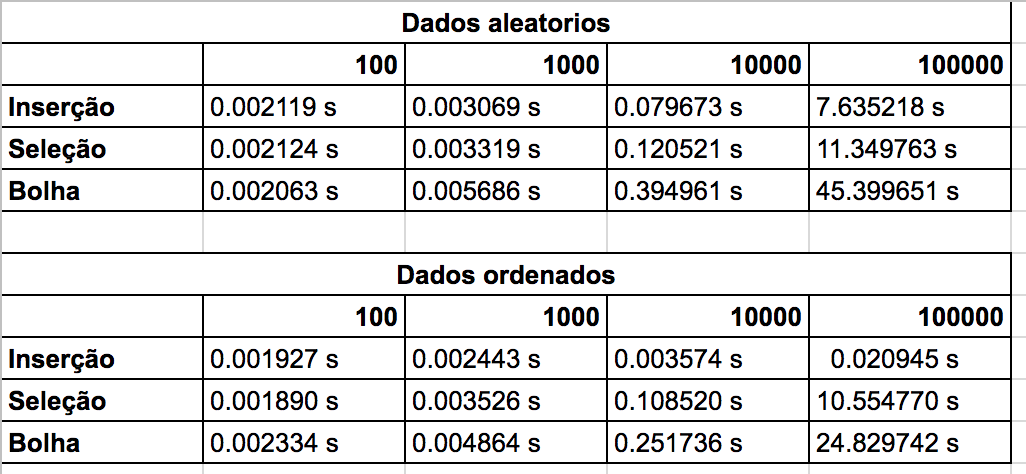 Dados aleatorios
100 1000 10000 100000
Inserção 0.002119 s 0.003069 s 0.079673 s 7.635218 s
Seleção 0.002124 s 0.003319 s 0.120521 s 11.349763 s
Bolha 0.002063 s 0.005686 s 0.394961 s 45.399651 s
Dados ordenados
100 1000 10000 100000
Inserção 0.001927 s 0.002443 s 0.003574 s 0.020945 s
Seleção 0.001890 s 0.003526 s 0.108520 s 10.554770 s
Bolha 0.002334 s 0.004864 s 0.251736 s 24.829742 s